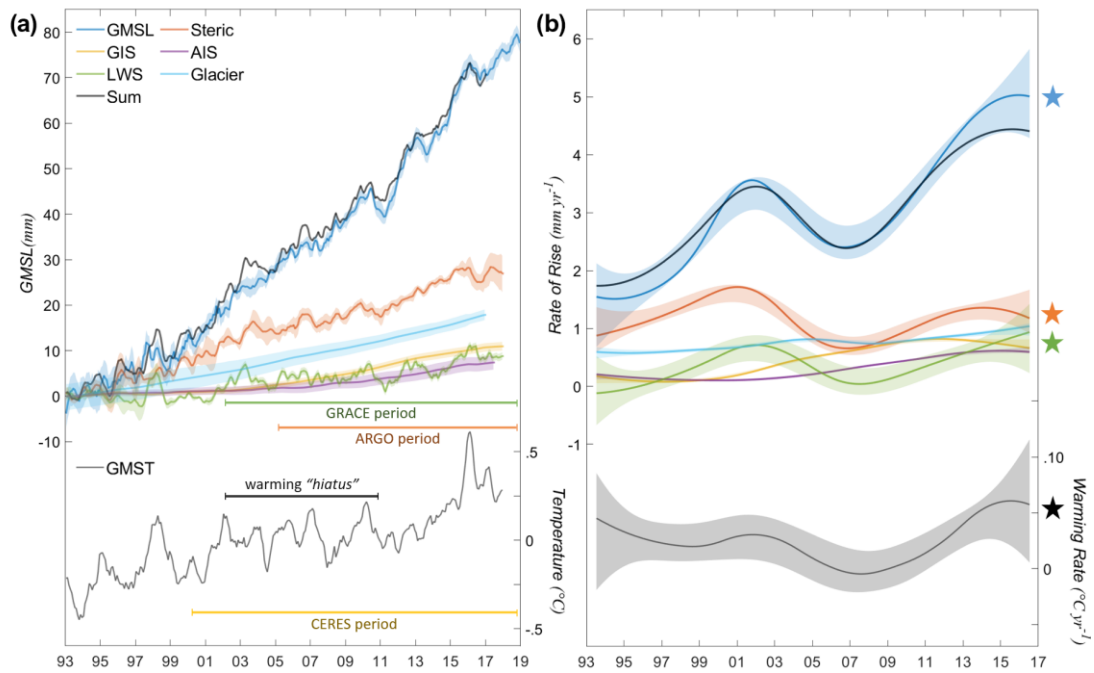 (a)
GMSL
Steric
GIS
AIS
LWS
Glacier
Sum
80
70
60
50
40
30
20
10
0
-10
GMSL(mm)
GRACE period
ARGO period
GMST
warming "hiatus"
CERES period
.5
0
-.5
Temperature (°C)
93 95 97 99 01 03 05 07 09 11 13 15 17 19
(b)
6
5
4
3
2
1
0
-1
Rate of Rise (mm yr-1)
.10
0
Warming Rate (°C yr-1)
93 95 97 99 01 03 05 07 09 11 13 15 17